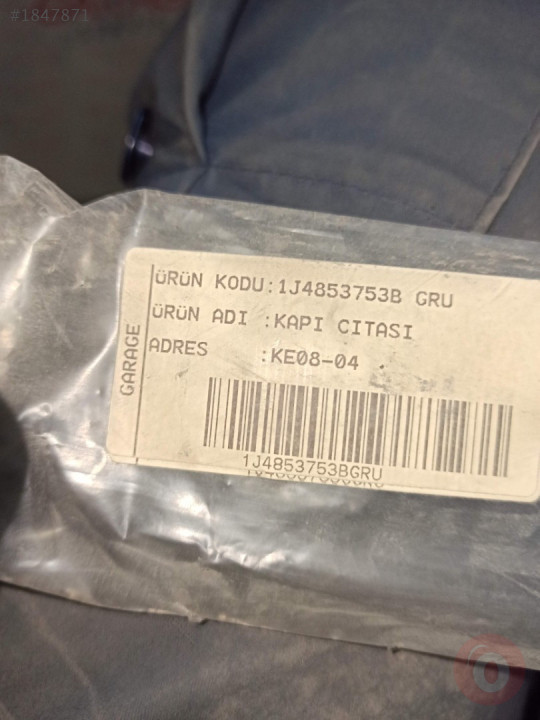 #1847871
ÜRÜN KODU:1J4853753B GRU
ÜRÜN ADI :KAPI CITASI
ADRES :KE08-04
GARAGE
1J4853753BGRU